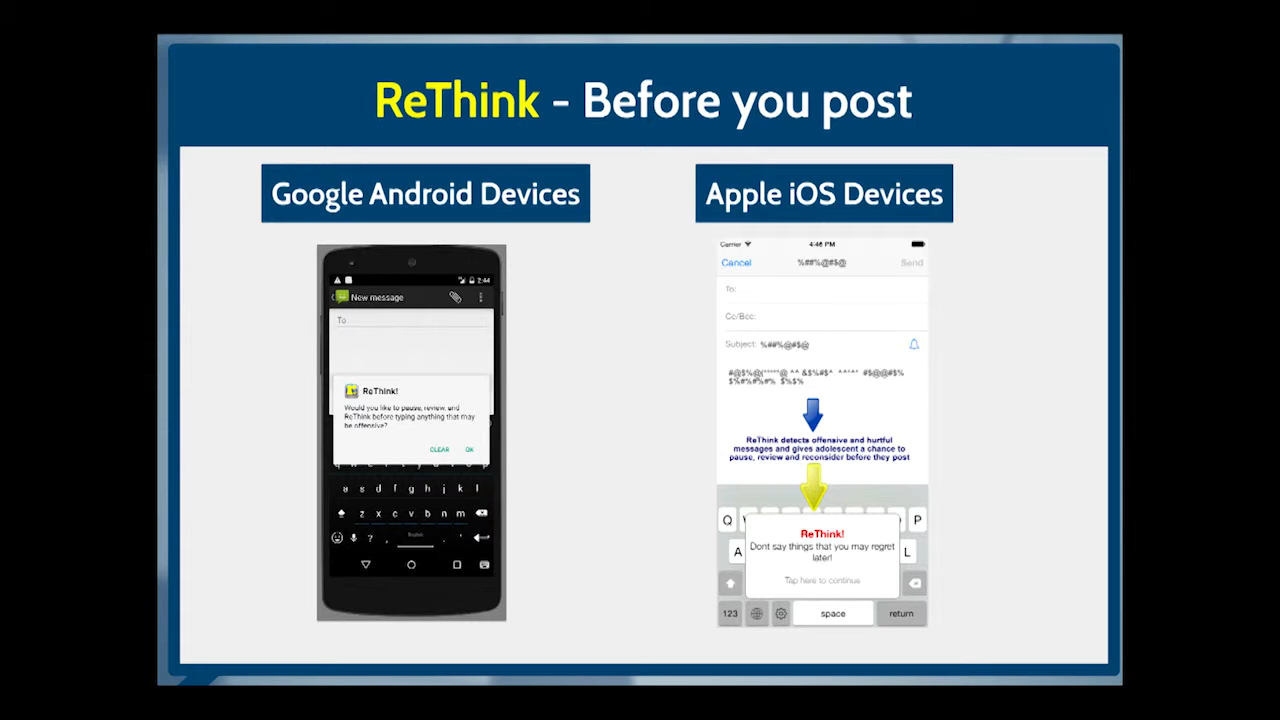 ReThink - Before you post
Google Android Devices
2:44
New message
To
ReThink!
Would you like to pause, review, and
ReThink before typing anything that may
be offensive?
CLEAR OK
a s d f g h j k l
z x c v b n m
? , .
Apple iOS Devices
Carrier 4:46 PM
Cancel %##%@#$@ Send
To:
Cc/Bcc:
Subject: %##%@#$@
#@$%@(*****@ ^^ &$%#$^ ^^^^^ #$@@#$%
$%#%#%#% $%$%
ReThink detects offensive and hurtful
messages and gives adolescent a chance to
pause, review and reconsider before they post
Q P
ReThink!
Dont say things that you may regret
later!
A L
Tap here to continue
123 space return